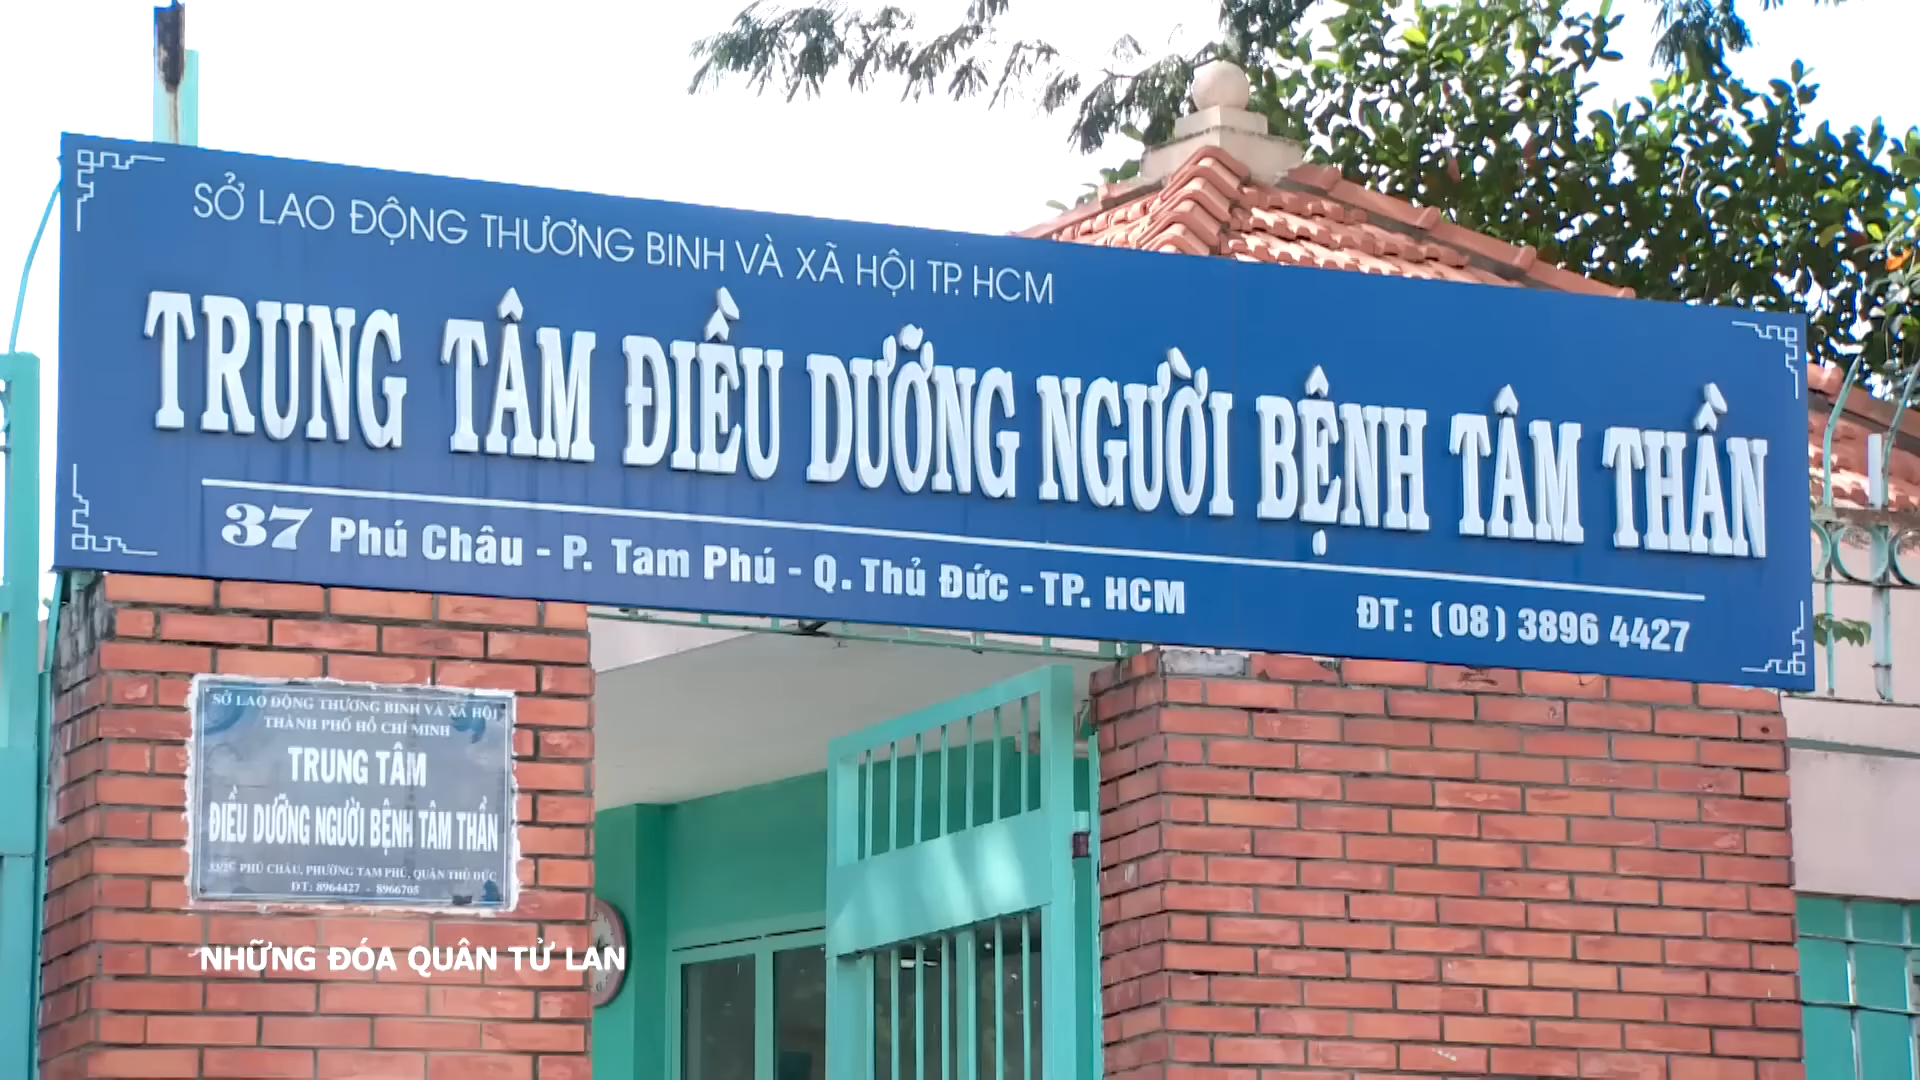 SỞ LAO ĐỘNG THƯƠNG BINH VÀ XÃ HỘI TP. HCM
TRUNG TÂM ĐIỀU DƯỠNG NGƯỜI BỆNH TÂM THẦN
37 Phú Châu - P. Tam Phú - Q. Thủ Đức - TP. HCM
ĐT: (08) 3896 4427
SỞ LAO ĐỘNG THƯƠNG BINH VÀ XÃ HỘI
THÀNH PHỐ HỒ CHÍ MINH
TRUNG TÂM
ĐIỀU DƯỠNG NGƯỜI BỆNH TÂM THẦN
PHÚ CHÂU, PHƯỜNG TAM PHÚ, QUẬN THỦ ĐỨC
ĐT: 8964427 - 8966705
NHỮNG ĐÓA QUÂN TỬ LAN